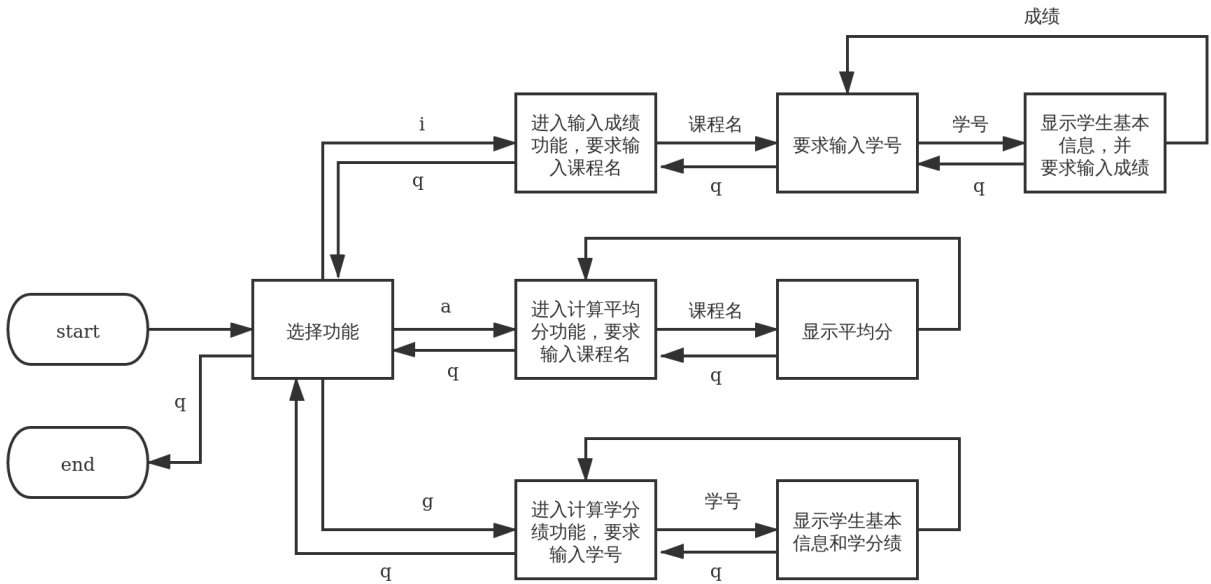 成绩
i
进入输入成绩
功能，要求输
入课程名
课程名
要求输入学号
学号
显示学生基本
信息，并
要求输入成绩
q
q
q
start
选择功能
a
进入计算平均
分功能，要求
输入课程名
课程名
显示平均分
q
q
q
end
g
进入计算学分
绩功能，要求
输入学号
学号
显示学生基本
信息和学分绩
q
q